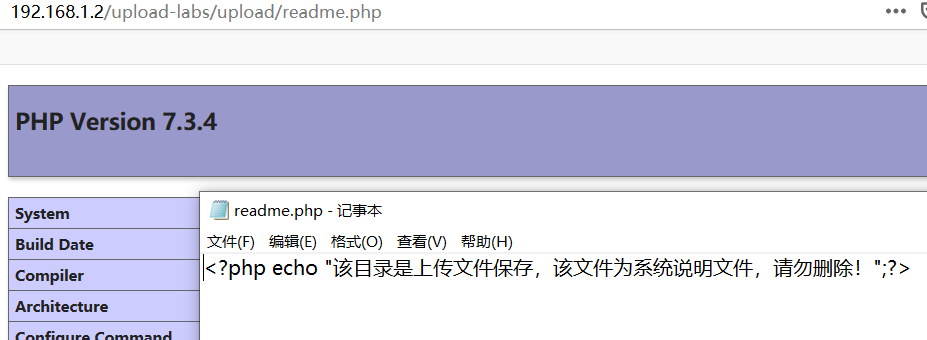 192.168.1.2/upload-labs/upload/readme.php
PHP Version 7.3.4
System
Build Date
Compiler
Architecture
Configure Command
readme.php - 记事本
文件(F) 编辑(E) 格式(O) 查看(V) 帮助(H)
<?php echo "该目录是上传文件保存，该文件为系统说明文件，请勿删除！";?>